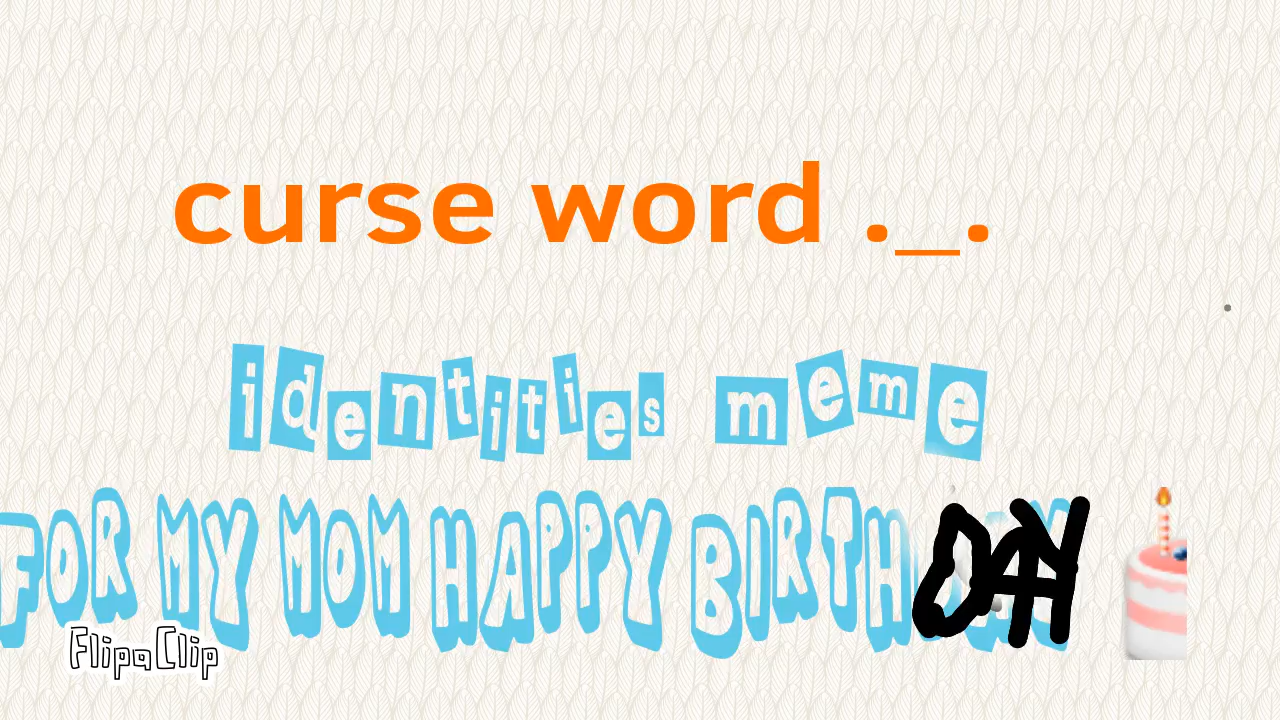 curse word ._.
identities meme
FOR MY MOM HAPPY BIRTHDAY
FlipaClip